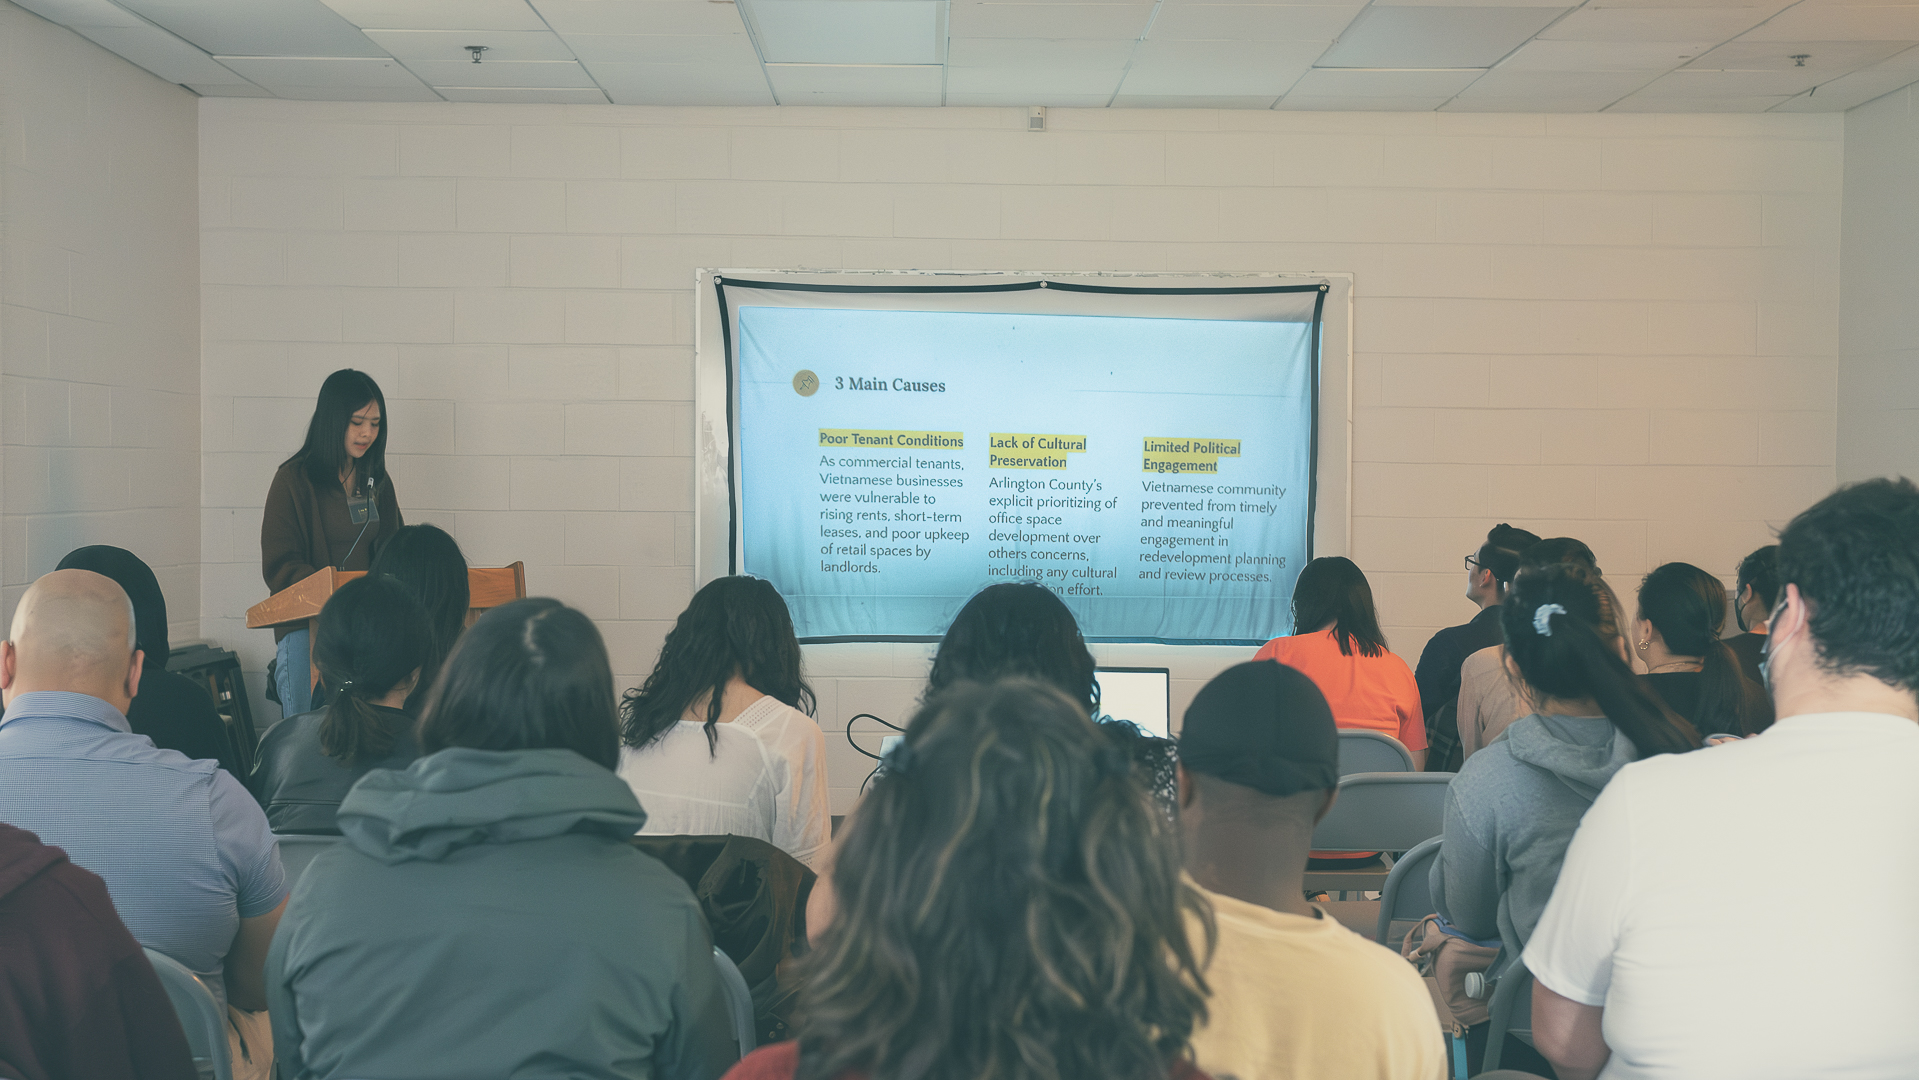 3 Main Causes
Poor Tenant Conditions
As commercial tenants,
Vietnamese businesses
were vulnerable to
rising rents, short-term
leases, and poor upkeep
of retail spaces by
landlords.
Lack of Cultural
Preservation
Arlington County's
explicit prioritizing of
office space
development over
others concerns,
including any cultural
effort.
Limited Political
Engagement
Vietnamese community
prevented from timely
and meaningful
engagement in
redevelopment planning
and review processes.